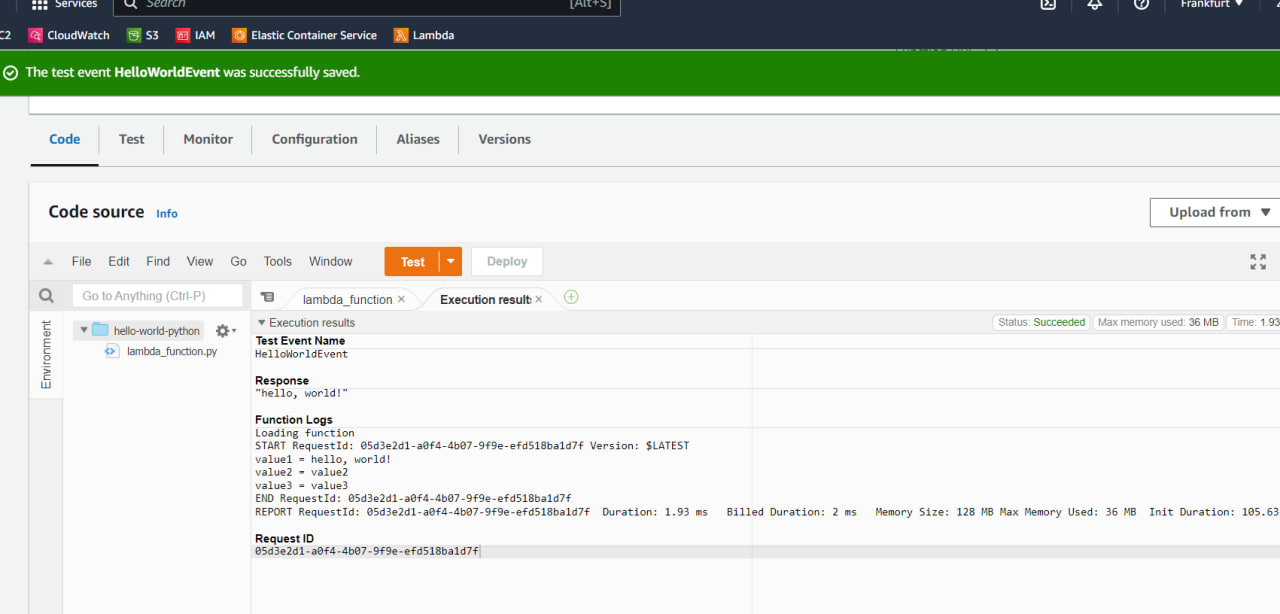 Services
Search
[Alt+S]
Frankfurt
CloudWatch
S3
IAM
Elastic Container Service
Lambda
The test event HelloWorldEvent was successfully saved.
Code
Test
Monitor
Configuration
Aliases
Versions
Code source
Info
Upload from
File
Edit
Find
View
Go
Tools
Window
Test
Deploy
Go to Anything (Ctrl-P)
lambda_function
Execution results
Execution results
Status: Succeeded
Max memory used: 36 MB
Time: 1.93
Environment
hello-world-python
lambda_function.py
Test Event Name
HelloWorldEvent
Response
"hello, world!"
Function Logs
Loading function
START RequestId: 05d3e2d1-a0f4-4b07-9f9e-efd518ba1d7f Version: $LATEST
value1 = hello, world!
value2 = value2
value3 = value3
END RequestId: 05d3e2d1-a0f4-4b07-9f9e-efd518ba1d7f
REPORT RequestId: 05d3e2d1-a0f4-4b07-9f9e-efd518ba1d7f Duration: 1.93 ms Billed Duration: 2 ms Memory Size: 128 MB Max Memory Used: 36 MB Init Duration: 105.63
Request ID
05d3e2d1-a0f4-4b07-9f9e-efd518ba1d7f